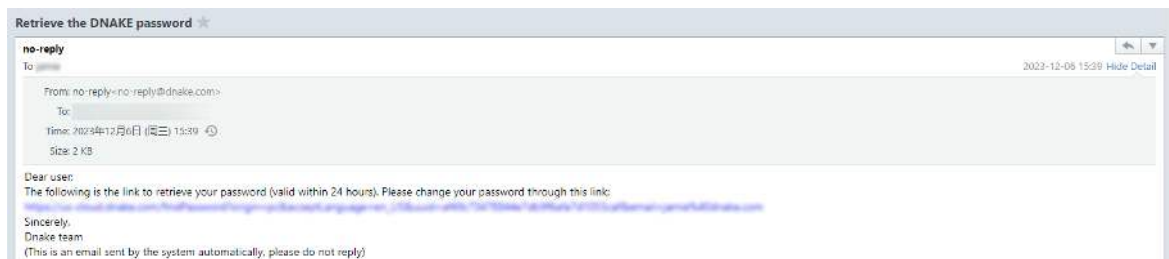 Retrieve the DNAKE password
no-reply
To
2023-12-06 15:39 Hide Detail
From: no-reply<no-reply@dnake.com>
To:
Time: 2023年12月6日 (周三) 15:39
Size: 2 KB
Dear user:
The following is the link to retrieve your password (valid within 24 hours). Please change your password through this link:
Sincerely,
Dnake team
(This is an email sent by the system automatically, please do not reply)